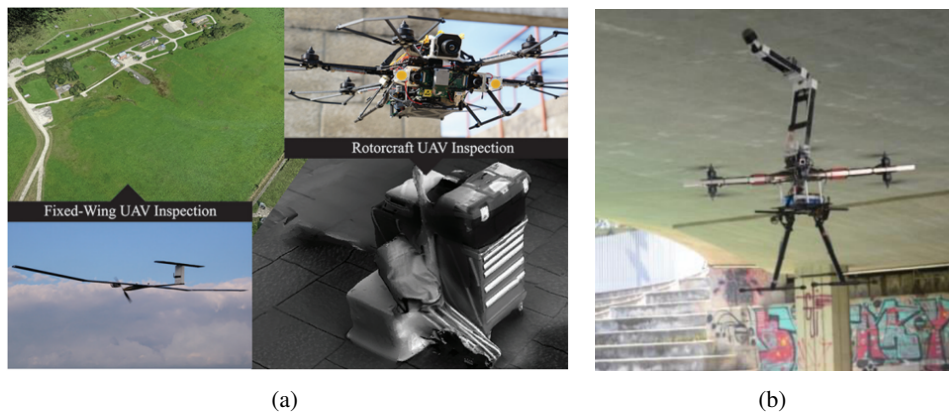 Rotorcraft UAV Inspection
Fixed-Wing UAV Inspection
(a)
(b)